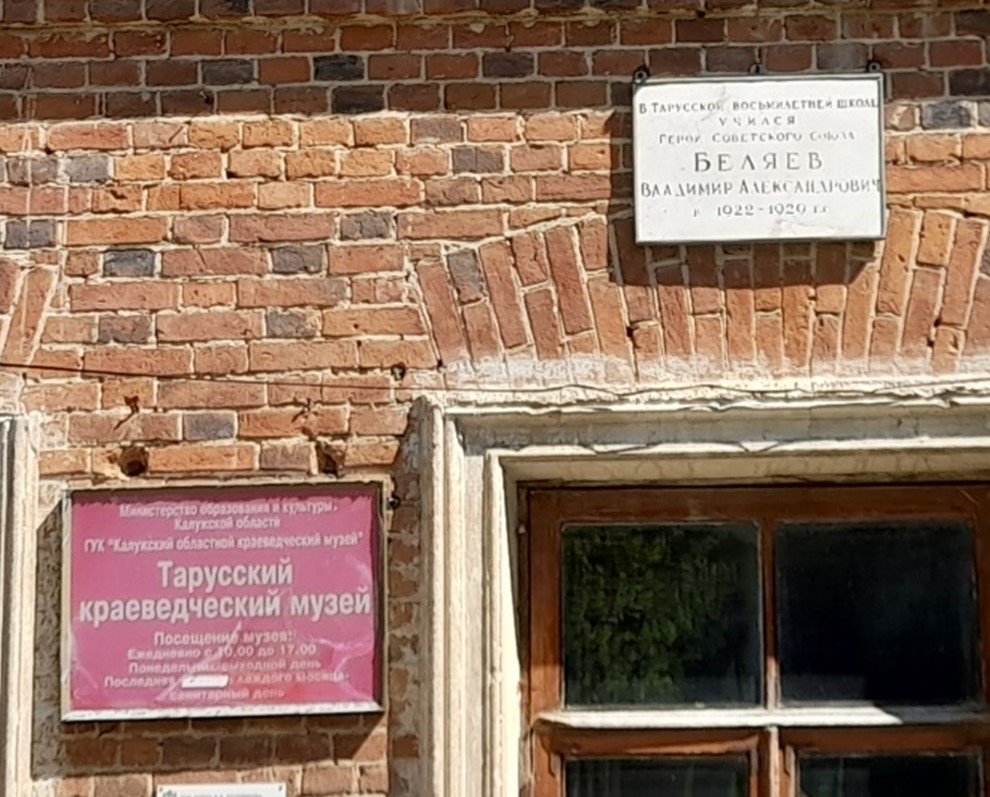 В ТАРУССКОЙ ВОСЬМИЛЕТНЕЙ ШКОЛЕ
УЧИЛСЯ
ГЕРОЙ СОВЕТСКОГО СОЮЗА
БЕЛЯЕВ
ВЛАДИМИР АЛЕКСАНДРОВИЧ
в 1922-1929 г.г
Министерство образования и культуры
Калужской области
ГУК "Калужский областной краеведческий музей"
Тарусский
краеведческий музей
Посещение музея:
Ежедневно с 10.00 до 17.00
Понедельник-выходной день
Последняя каждого месяца-
санитарный день